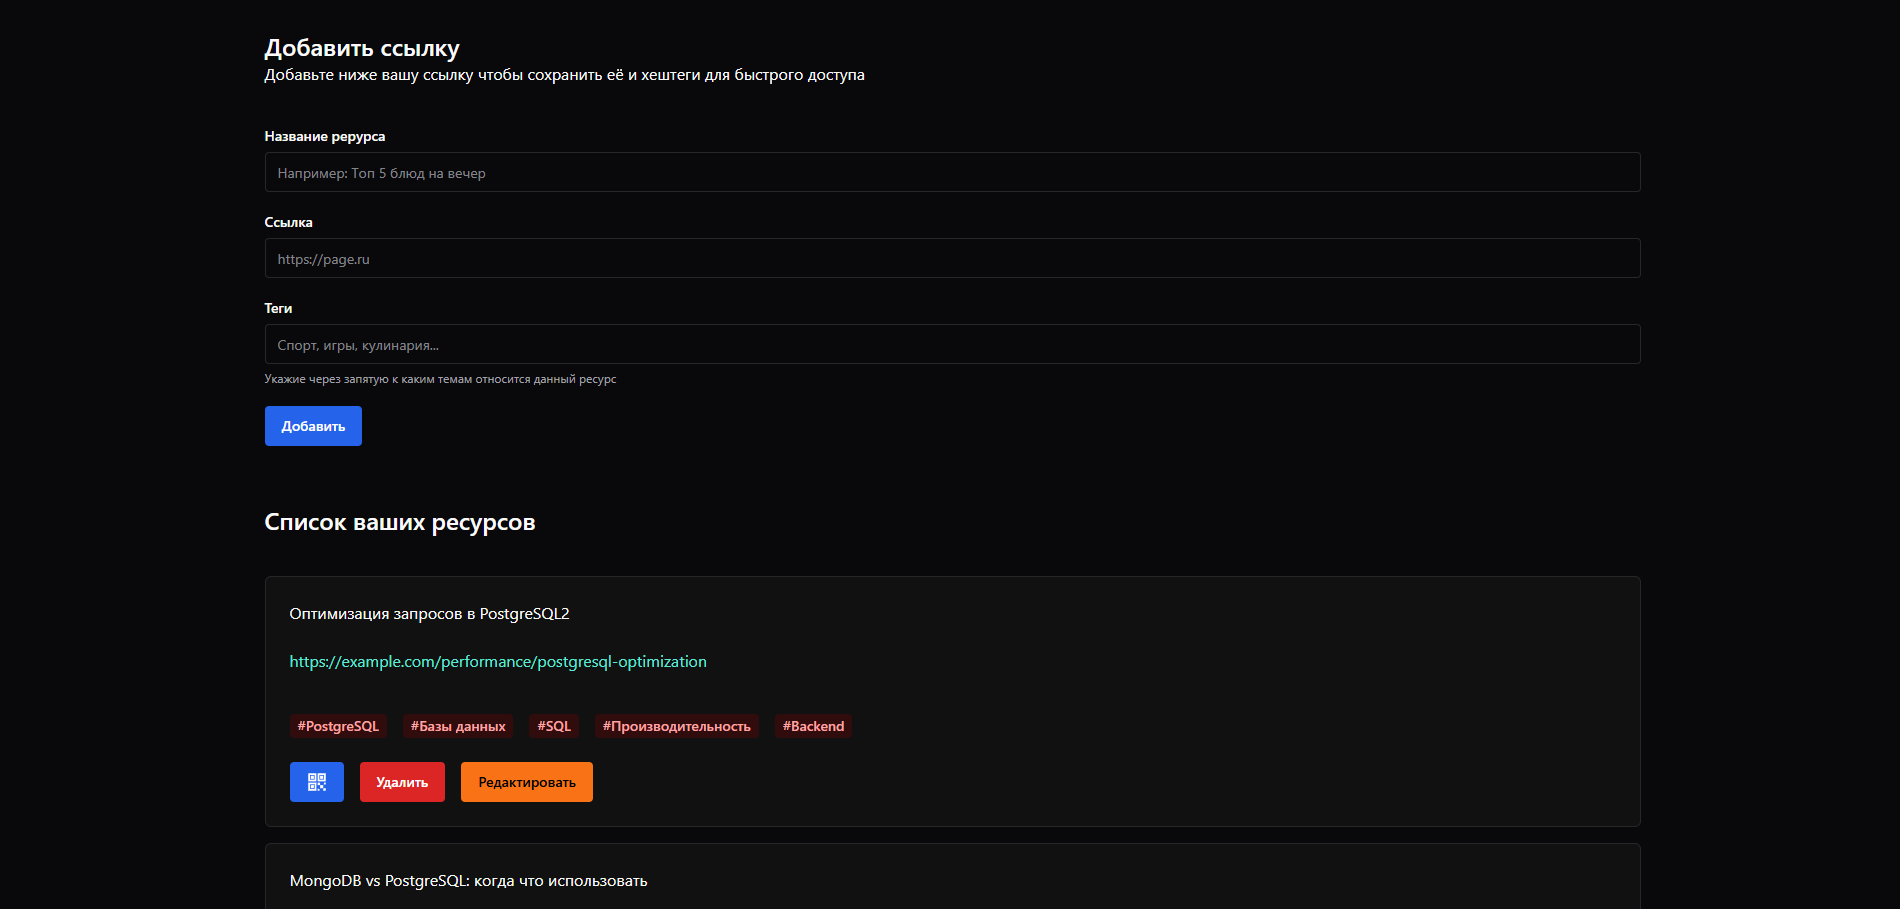 Добавить ссылку
Добавьте ниже вашу ссылку чтобы сохранить её и хештеги для быстрого доступа
Название рерурса
Например: Топ 5 блюд на вечер
Ссылка
https://page.ru
Теги
Спорт, игры, кулинария...
Укажие через запятую к каким темам относится данный ресурс
Добавить
Список ваших ресурсов
Оптимизация запросов в PostgreSQL2
https://example.com/performance/postgresql-optimization
#PostgreSQL #Базы данных #SQL #Производительность #Backend
Удалить Редактировать
MongoDB vs PostgreSQL: когда что использовать